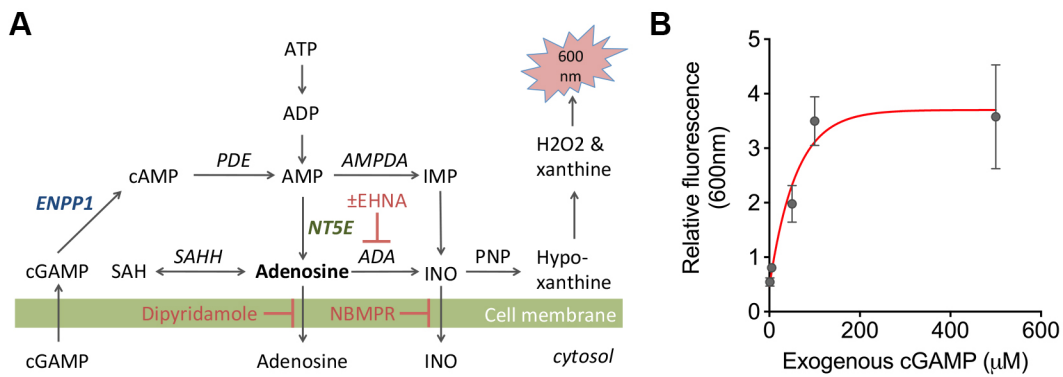 A
ATP
ADP
cAMP
PDE
AMP
AMPDA
IMP
ENPP1
NT5E
±EHNA
cGAMP
SAH
SAHH
Adenosine
ADA
INO
PNP
Hypo-
xanthine
H2O2 &
xanthine
600
nm
Dipyridamole
NBMPR
Cell membrane
cGAMP
Adenosine
INO
cytosol
B
Relative fluorescence
(600nm)
5
4
3
2
1
0
0
200
400
600
Exogenous cGAMP (μM)